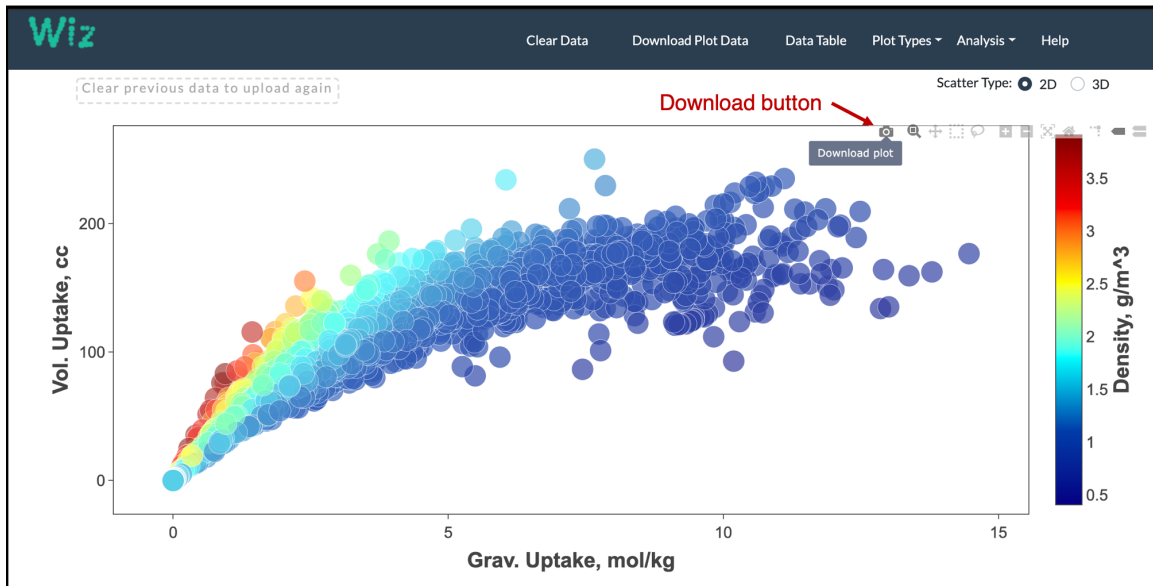 Wiz
Clear Data Download Plot Data Data Table Plot Types Analysis Help
Clear previous data to upload again
Scatter Type: 2D 3D
Download button
Download plot
200
100
0
Vol. Uptake, cc
0 5 10 15
Grav. Uptake, mol/kg
3.5
3
2.5
2
1.5
1
0.5
Density, g/m^3